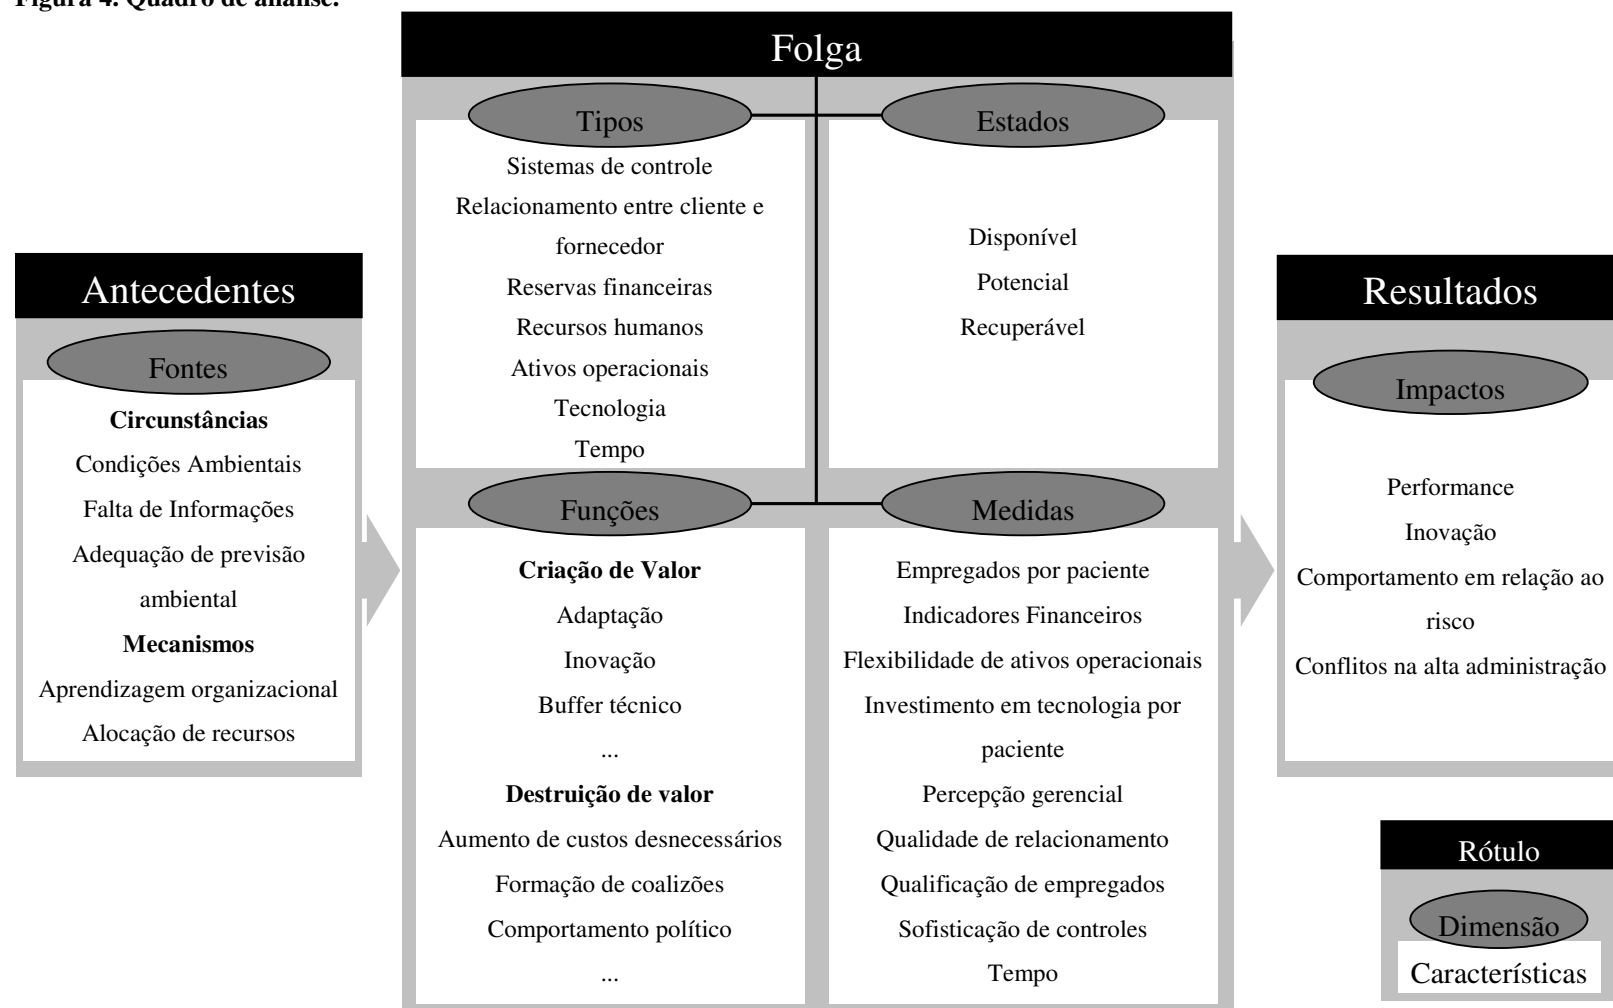 Figura 4. Quadro de análise.
Folga
Tipos
Sistemas de controle
Relacionamento entre cliente e
fornecedor
Reservas financeiras
Recursos humanos
Ativos operacionais
Tecnologia
Tempo
Estados
Disponível
Potencial
Recuperável
Antecedentes
Fontes
Circunstâncias
Condições Ambientais
Falta de Informações
Adequação de previsão
ambiental
Mecanismos
Aprendizagem organizacional
Alocação de recursos
Funções
Criação de Valor
Adaptação
Inovação
Buffer técnico
...
Destruição de valor
Aumento de custos desnecessários
Formação de coalizões
Comportamento político
...
Medidas
Empregados por paciente
Indicadores Financeiros
Flexibilidade de ativos operacionais
Investimento em tecnologia por
paciente
Percepção gerencial
Qualidade de relacionamento
Qualificação de empregados
Sofisticação de controles
Tempo
Resultados
Impactos
Performance
Inovação
Comportamento em relação ao
risco
Conflitos na alta administração
Rótulo
Dimensão
Características